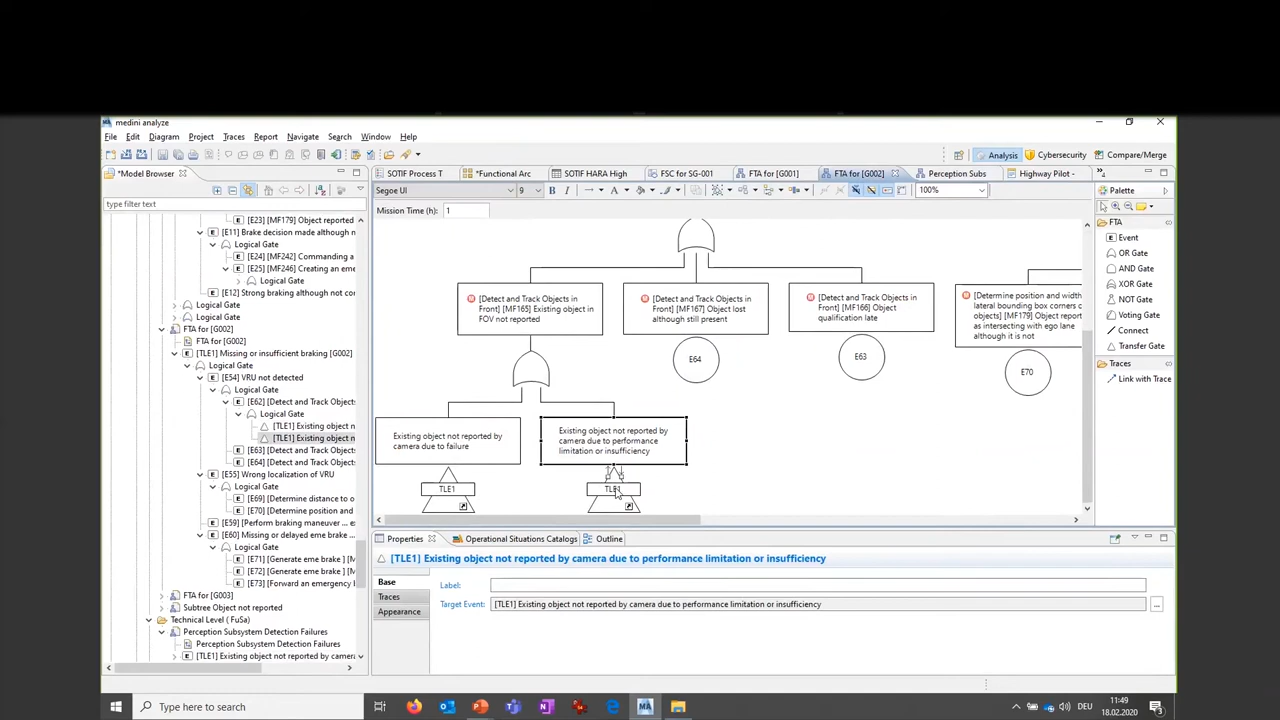 medini analyze
File Edit Diagram Project Traces Report Navigate Search Window Help
Analysis Cybersecurity Compare/Merge
*Model Browser
type filter text
[E23] [MF179] Object reported
[E11] Brake decision made although n
Logical Gate
[E24] [MF242] Commanding a
[E25] [MF246] Creating an eme
Logical Gate
[E12] Strong braking although not con
Logical Gate
Logical Gate
FTA for [G002]
FTA for [G002]
[TLE1] Missing or insufficient braking [G002]
Logical Gate
[E54] VRU not detected
Logical Gate
[E62] [Detect and Track Objects
Logical Gate
[TLE1] Existing object n
[TLE1] Existing object n
[E63] [Detect and Track Objects
[E64] [Detect and Track Objects
[E55] Wrong localization of VRU
Logical Gate
[E69] [Determine distance to o
[E70] [Determine position and
[E59] [Perform braking maneuver ...
[E60] Missing or delayed eme brake
Logical Gate
[E71] [Generate eme brake ] [M
[E72] [Generate eme brake ] [M
[E73] [Forward an emergency b
FTA for [G003]
Subtree Object not reported
Technical Level ( FuSa)
Perception Subsystem Detection Failures
Perception Subsystem Detection Failures
[TLE1] Existing object not reported by camera
SOTIF Process T *Functional Arc SOTIF HARA High FSC for SG-001 FTA for [G001] FTA for [G002] Perception Subs Highway Pilot -
Segoe UI 9 B I A 100%
Mission Time (h): 1
[Detect and Track Objects in
Front] [MF165] Existing object in
FOV not reported
[Detect and Track Objects in
Front] [MF167] Object lost
although still present
E64
[Detect and Track Objects in
Front] [MF166] Object
qualification late
E63
[Determine position and width
lateral bounding box corners o
objects] [MF179] Object report
as intersecting with ego lane
although it is not
E70
Existing object not reported by
camera due to failure
TLE1
Existing object not reported by
camera due to performance
limitation or insufficiency
TLE1
Palette
FTA
Event
OR Gate
AND Gate
XOR Gate
NOT Gate
Voting Gate
Connect
Transfer Gate
Traces
Link with Trace
Properties Operational Situations Catalogs Outline
[TLE1] Existing object not reported by camera due to performance limitation or insufficiency
Base
Traces
Appearance
Label:
Target Event: [TLE1] Existing object not reported by camera due to performance limitation or insufficiency
...
Type here to search
DEU
11:49
18.02.2020
3